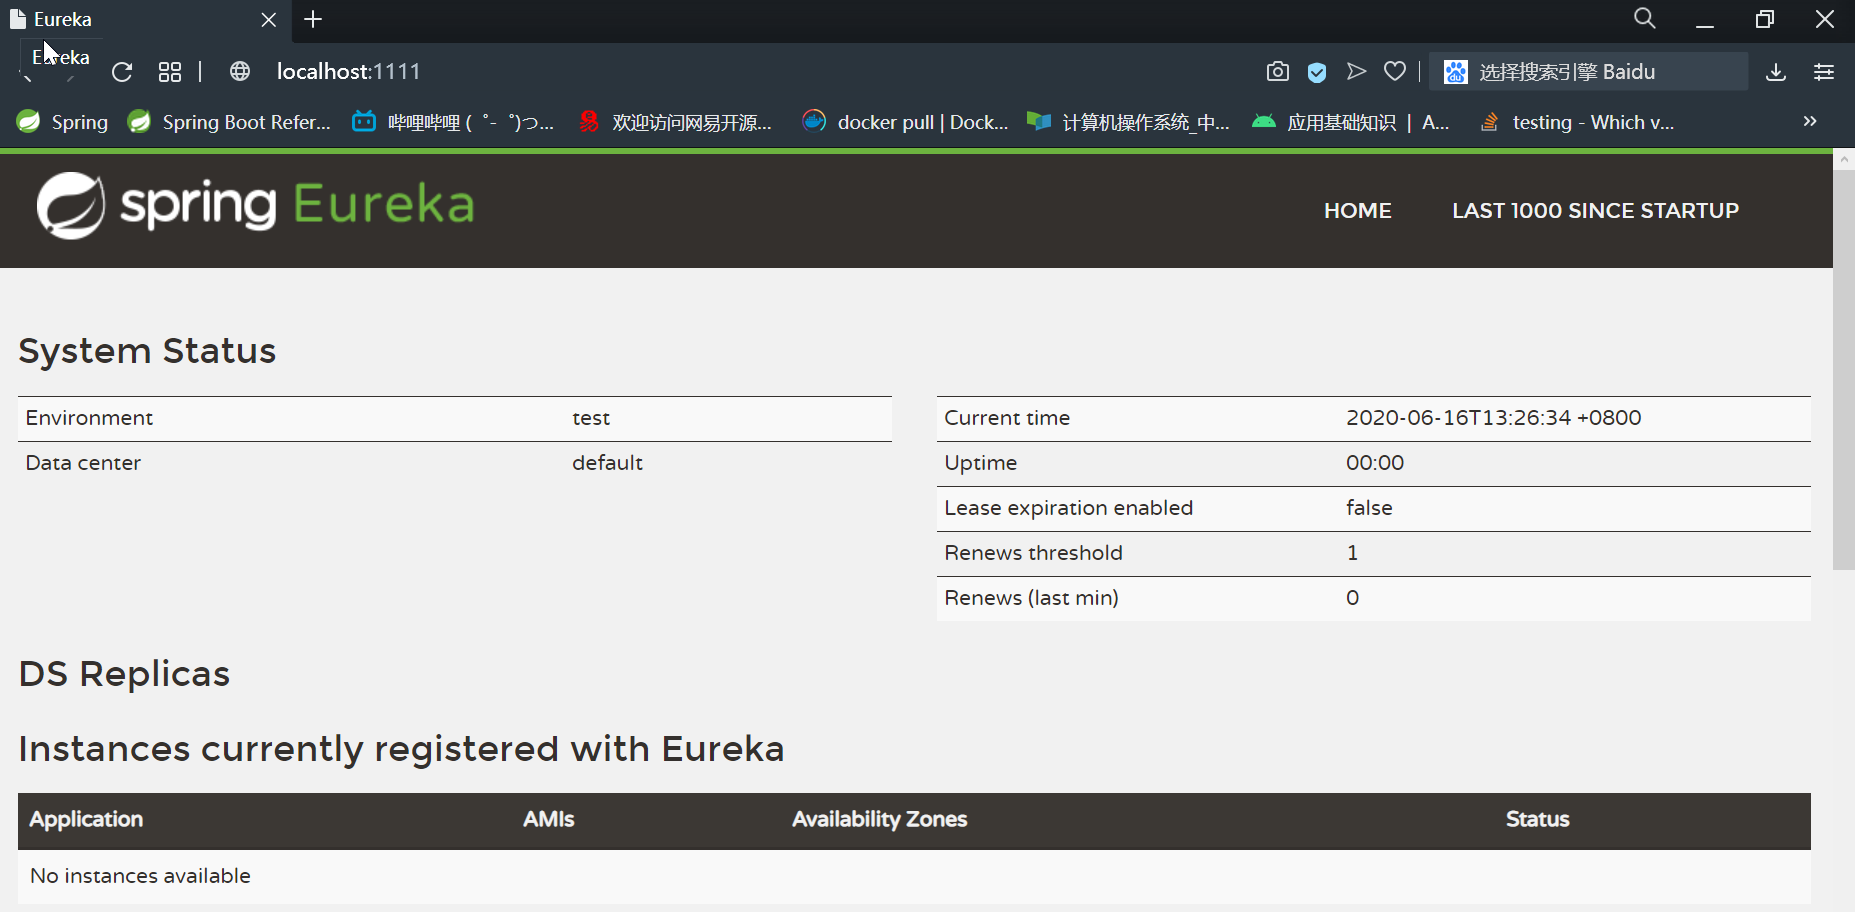 Eureka
Eureka
localhost:1111
选择搜索引擎 Baidu
Spring
Spring Boot Refer...
哔哩哔哩 ( ゜- ゜)つ...
欢迎访问网易开源...
docker pull | Dock...
计算机操作系统_中...
应用基础知识 | A...
testing - Which v...
spring Eureka
HOME
LAST 1000 SINCE STARTUP
System Status
Environment test
Data center default
Current time 2020-06-16T13:26:34 +0800
Uptime 00:00
Lease expiration enabled false
Renews threshold 1
Renews (last min) 0
DS Replicas
Instances currently registered with Eureka
Application AMIs Availability Zones Status
No instances available